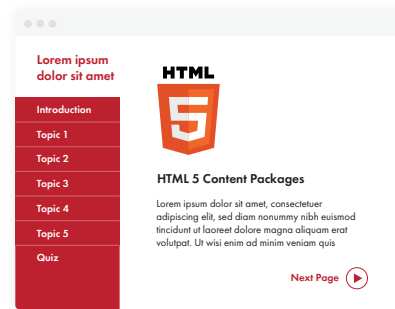 Lorem ipsum
dolor sit amet
Introduction
Topic 1
Topic 2
Topic 3
Topic 4
Topic 5
Quiz
HTML
5
HTML 5 Content Packages
Lorem ipsum dolor sit amet, consectetuer
adipiscing elit, sed diam nonummy nibh euismod
tincidunt ut laoreet dolore magna aliquam erat
volutpat. Ut wisi enim ad minim veniam quis
Next Page